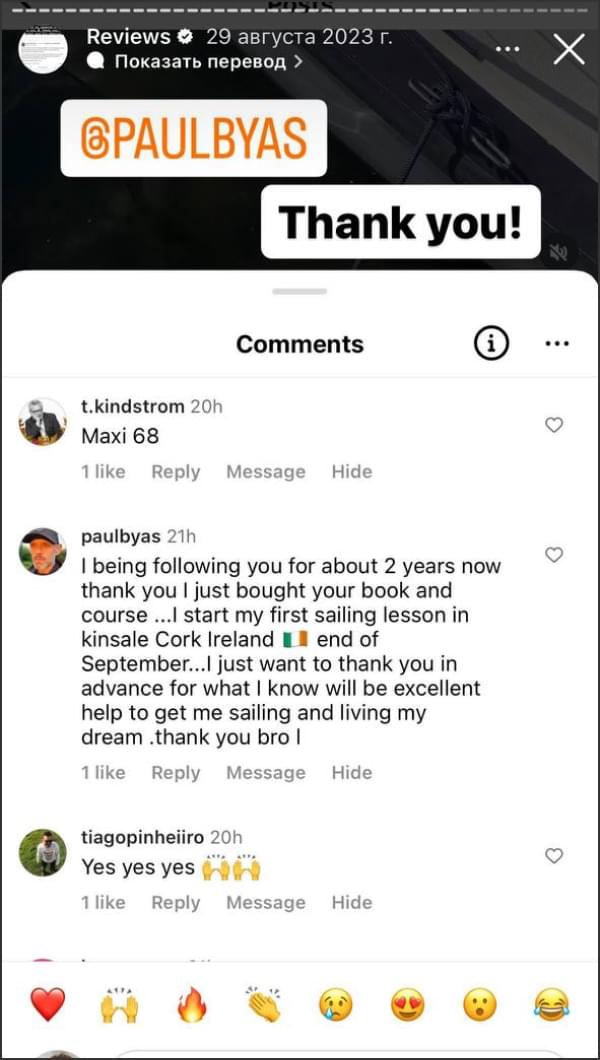 Posts
Reviews 29 августа 2023 г.
Показать перевод >
@PAULBYAS
Thank you!
Comments
t.kindstrom 20h
Maxi 68
1 like Reply Message Hide
paulbyas 21h
I being following you for about 2 years now
thank you I just bought your book and
course ...I start my first sailing lesson in
kinsale Cork Ireland 🇮🇪 end of
September...I just want to thank you in
advance for what I know will be excellent
help to get me sailing and living my
dream .thank you bro I
1 like Reply Message Hide
tiagopinheiiro 20h
Yes yes yes 🙌🙌
1 like Reply Message Hide